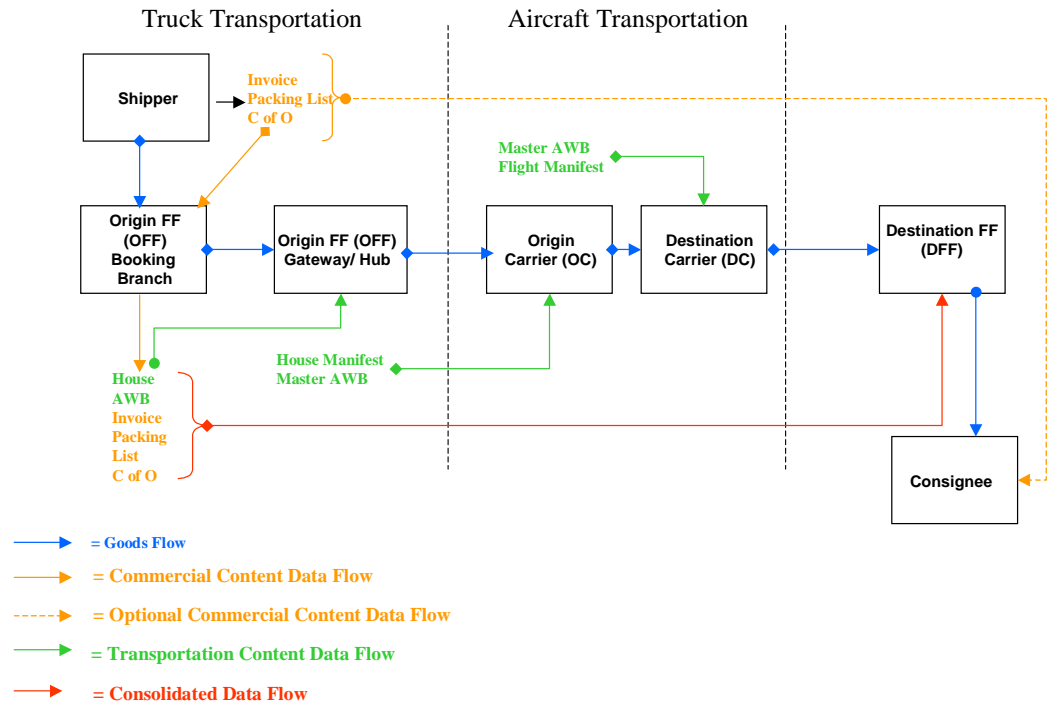 Truck Transportation
Aircraft Transportation
Shipper
Invoice
Packing List
C of O
Master AWB
Flight Manifest
Origin FF
(OFF)
Booking
Branch
Origin FF (OFF)
Gateway/ Hub
Origin
Carrier (OC)
Destination
Carrier (DC)
Destination FF
(DFF)
House Manifest
Master AWB
House
AWB
Invoice
Packing
List
C of O
Consignee
= Goods Flow
= Commercial Content Data Flow
= Optional Commercial Content Data Flow
= Transportation Content Data Flow
= Consolidated Data Flow